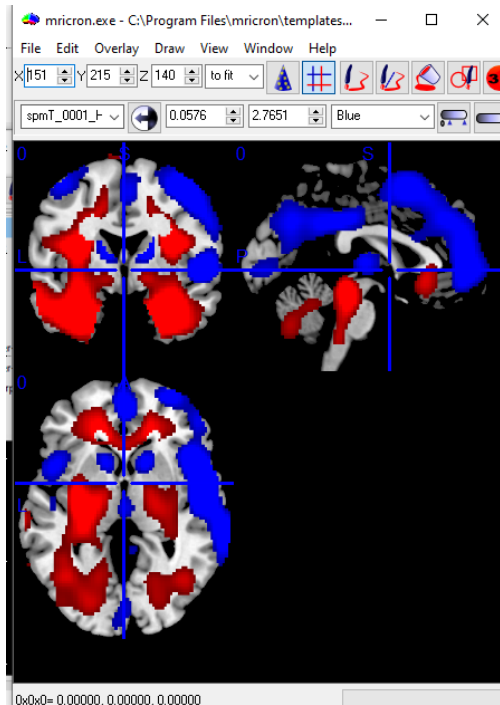 mricron.exe - C:\Program Files\mricron\templates...
File Edit Overlay Draw View Window Help
X 151 Y 215 Z 140 to fit
spmT_0001_H 0.0576 2.7651 Blue
0 S 0 S
L P
0
L
0x0x0= 0.00000, 0.00000, 0.00000